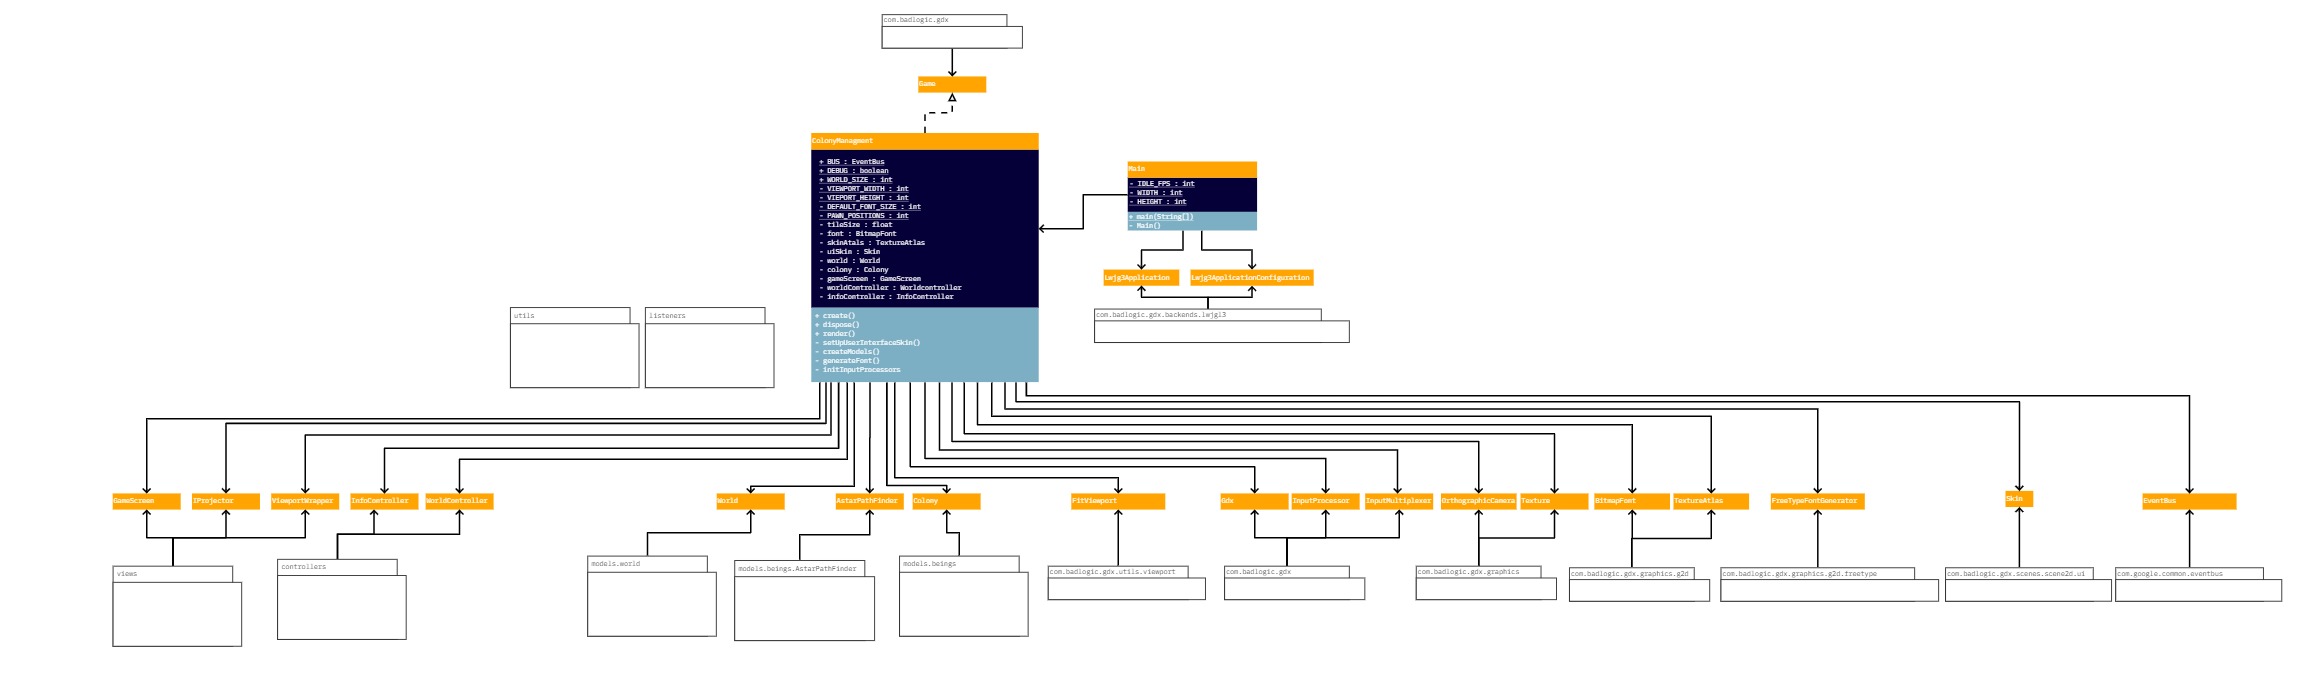 com.badlogic.gdx
Game
ColonyManagment
+ BUS : EventBus
+ DEBUG : boolean
+ WORLD_SIZE : int
- VIEWPORT_WIDTH : int
- VIEPORT_HEIGHT : int
- DEFAULT_FONT_SIZE : int
- PAWN_POSITIONS : int
- tileSize : float
- font : BitmapFont
- skinAtals : TextureAtlas
- uiSkin : Skin
- world : World
- colony : Colony
- gameScreen : GameScreen
- worldController : Worldcontroller
- infoController : InfoController
+ create()
+ dispose()
+ render()
- setUpUserInterfaceSkin()
- createModels()
- generateFont()
- initInputProcessors
Main
- IDLE_FPS : int
- WIDTH : int
- HEIGHT : int
+ main(String[])
- Main()
Lwjg3Application
Lwjg3ApplicationConfiguration
com.badlogic.gdx.backends.lwjgl3
utils
listeners
GameScreen
IProjector
ViewportWrapper
InfoController
WorldController
World
AstarPathFinder
Colony
FitViewport
Gdx
InputProcessor
InputMultiplexer
OrthographicCamera
Texture
BitmapFont
TextureAtlas
FreeTypeFontGenerator
Skin
EventBus
views
controllers
models.world
models.beings.AstarPathFinder
models.beings
com.badlogic.gdx.utils.viewport
com.badlogic.gdx
com.badlogic.gdx.graphics
com.badlogic.gdx.graphics.g2d
com.badlogic.gdx.graphics.g2d.freetype
com.badlogic.gdx.scenes.scene2d.ui
com.google.common.eventbus